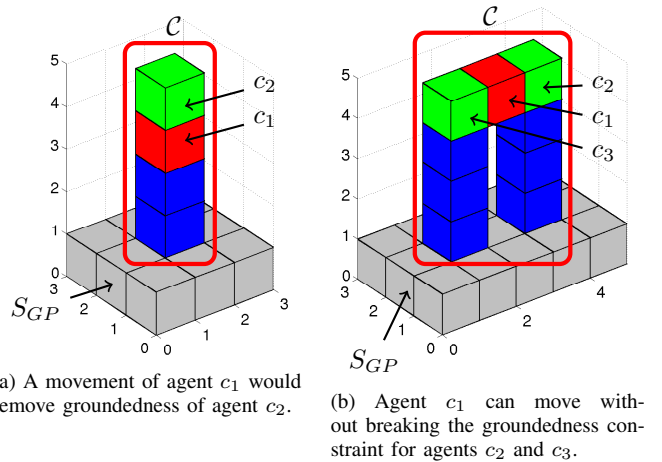 C
C
5
4
3
2
1
0
c2
c1
S_GP
3
2
1
0
0
1
2
3
5
4
3
2
1
0
c2
c1
c3
S_GP
3
2
1
0
0
2
4
a) A movement of agent c1 would
emove groundedness of agent c2.
(b) Agent c1 can move with-
out breaking the groundedness con-
straint for agents c2 and c3.